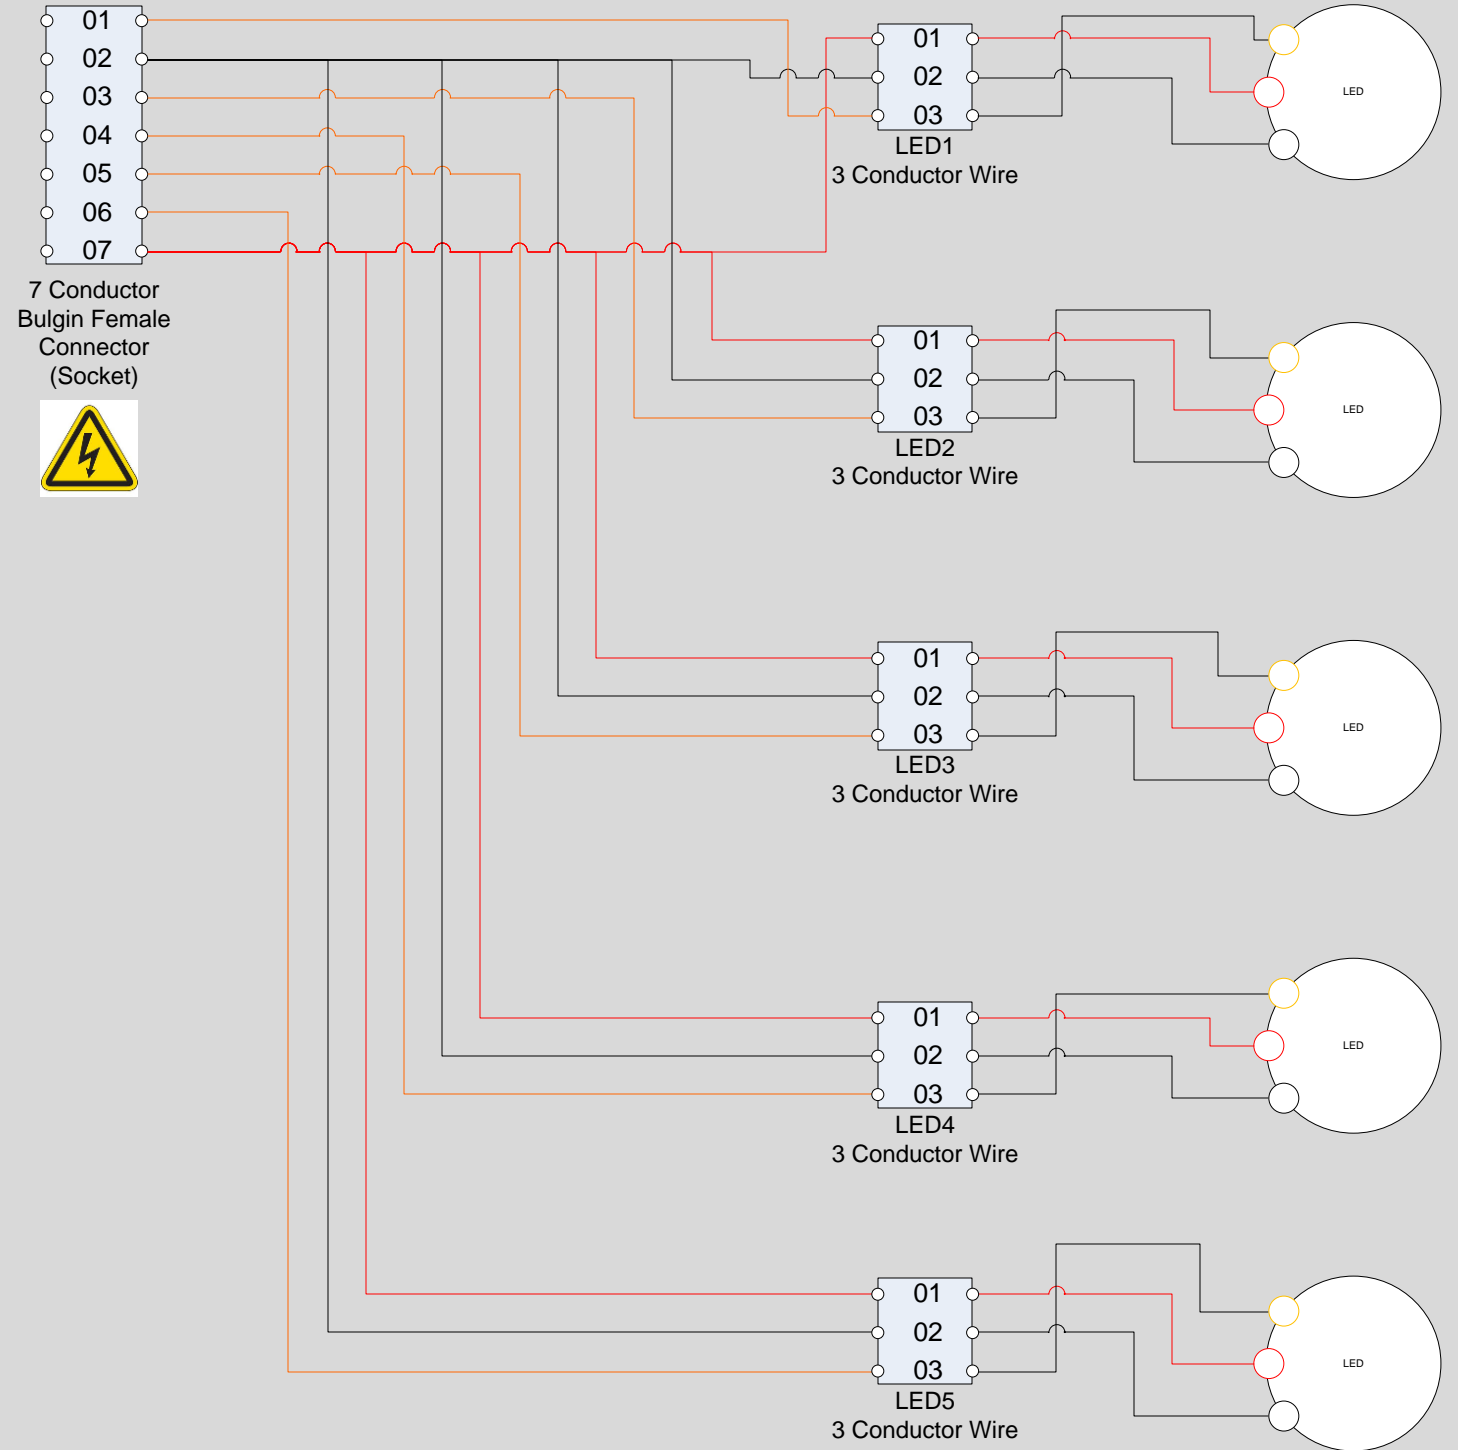 01
02
03
04
05
06
07
7 Conductor
Bulgin Female
Connector
(Socket)
01
02
03
LED1
3 Conductor Wire
LED
01
02
03
LED2
3 Conductor Wire
LED
01
02
03
LED3
3 Conductor Wire
LED
01
02
03
LED4
3 Conductor Wire
LED
01
02
03
LED5
3 Conductor Wire
LED